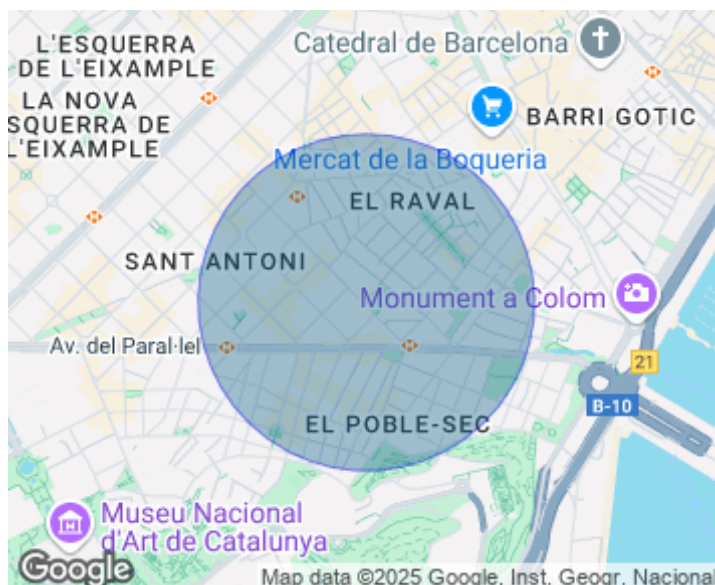 L'ESQUERRA
DE L'EIXAMPLE
Catedral de Barcelona
LA NOVA
SQUERRA DE
L'EIXAMPLE
BARRI GOTIC
Mercat de la Boqueria
EL RAVAL
SANT ANTONI
Monument a Colom
Av. del Paral·lel
21
B-10
EL POBLE-SEC
Museu Nacional
d'Art de Catalunya
Google
Map data ©2025 Google, Inst. Geogr. Nacional